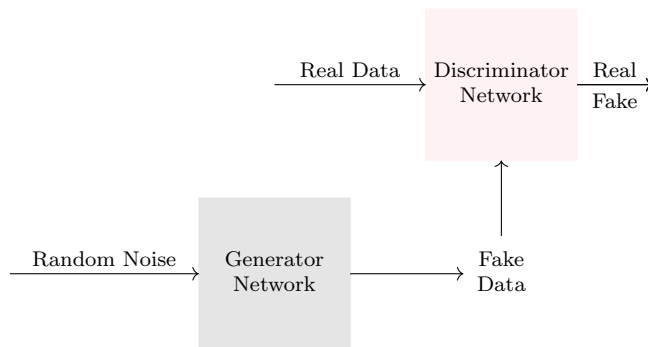 Real Data
Discriminator
Network
Real
Fake
Random Noise
Generator
Network
Fake
Data